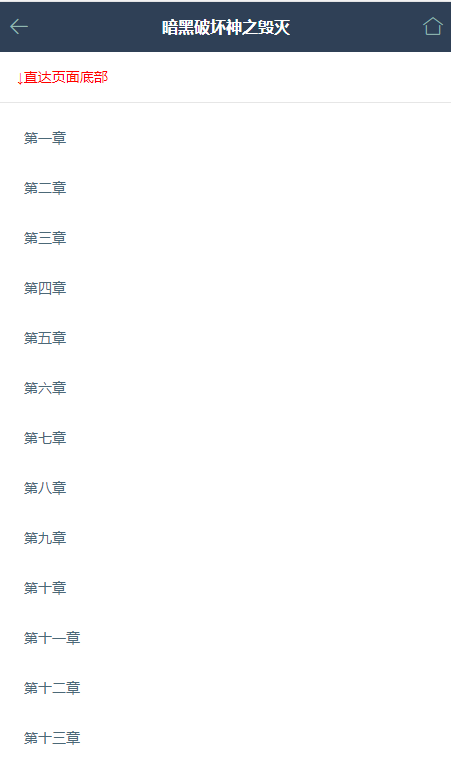 暗黑破坏神之毁灭
↓直达页面底部
第一章
第二章
第三章
第四章
第五章
第六章
第七章
第八章
第九章
第十章
第十一章
第十二章
第十三章